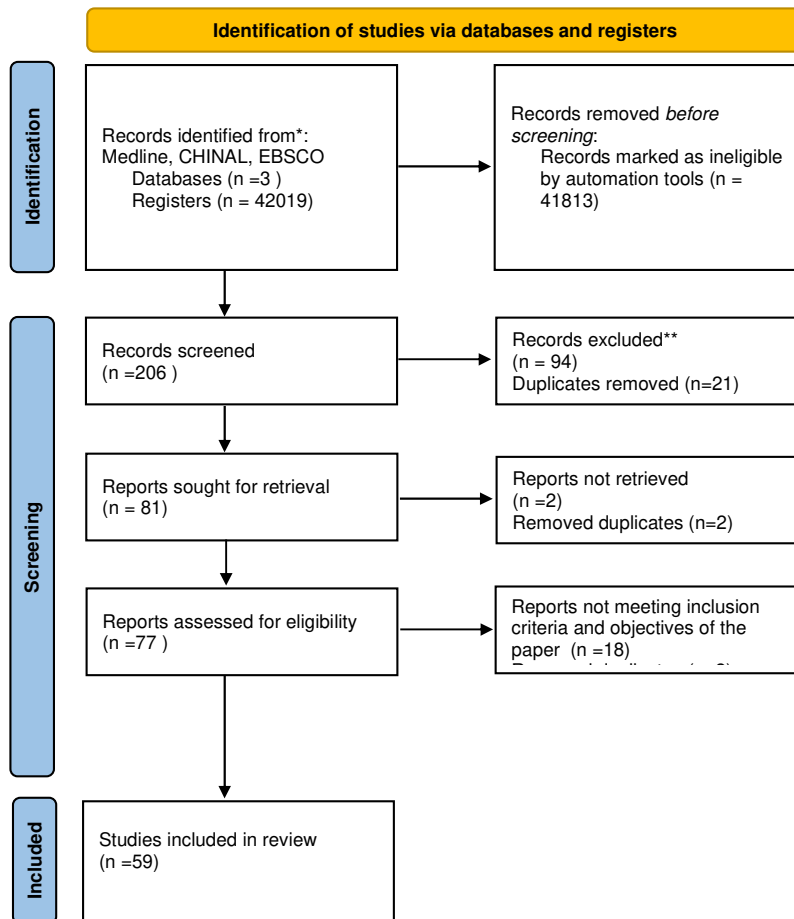 Identification of studies via databases and registers
Identification
Records identified from*:
Medline, CHINAL, EBSCO
Databases (n =3 )
Registers (n = 42019)
Records removed before
screening:
Records marked as ineligible
by automation tools (n =
41813)
Screening
Records screened
(n =206 )
Records excluded**
(n = 94)
Duplicates removed (n=21)
Reports sought for retrieval
(n = 81)
Reports not retrieved
(n =2)
Removed duplicates (n=2)
Reports assessed for eligibility
(n =77 )
Reports not meeting inclusion
criteria and objectives of the
paper (n =18)
Included
Studies included in review
(n =59)